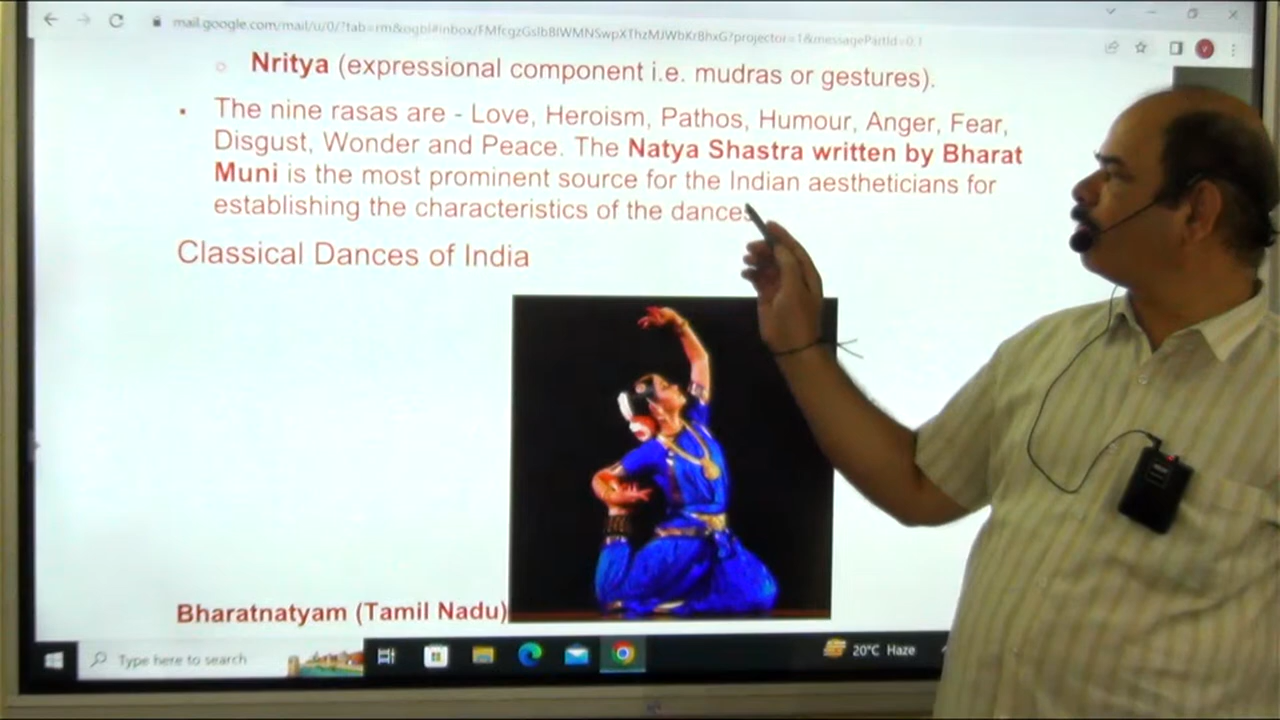 Nritya (expressional component i.e. mudras or gestures).
The nine rasas are - Love, Heroism, Pathos, Humour, Anger, Fear,
Disgust, Wonder and Peace. The Natya Shastra written by Bharat
Muni is the most prominent source for the Indian aestheticians for
establishing the characteristics of the dances
Classical Dances of India
Bharatnatyam (Tamil Nadu)
Type here to search
20°C Haze